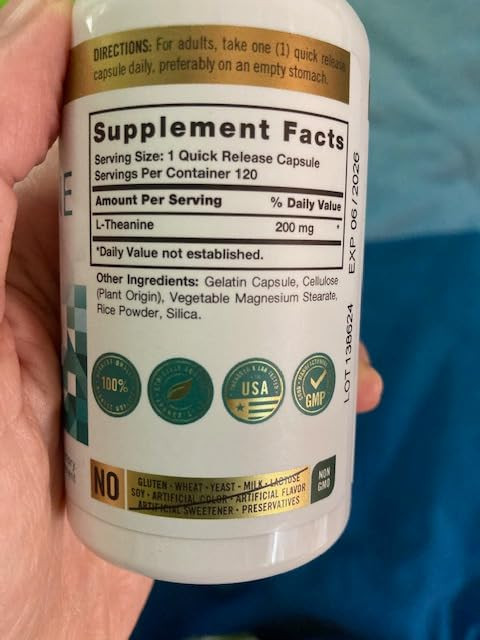 DIRECTIONS: For adults, take one (1) quick release
capsule daily, preferably on an empty stomach.
Supplement Facts
Serving Size: 1 Quick Release Capsule
Servings Per Container 120
Amount Per Serving % Daily Value
L-Theanine 200 mg *
*Daily Value not established.
Other Ingredients: Gelatin Capsule, Cellulose
(Plant Origin), Vegetable Magnesium Stearate,
Rice Powder, Silica.
LOT 138624 EXP 06/2026
E
100%
USA
GMP
NO
GLUTEN · WHEAT · YEAST · MILK · LACTOSE
SOY · ARTIFICIAL COLOR · ARTIFICIAL FLAVOR
ARTIFICIAL SWEETENER · PRESERVATIVES
NON
GMO